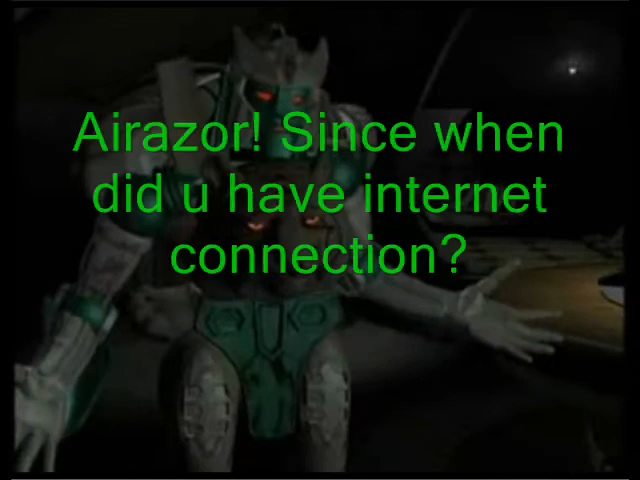 Airazor! Since when
did u have internet
connection?